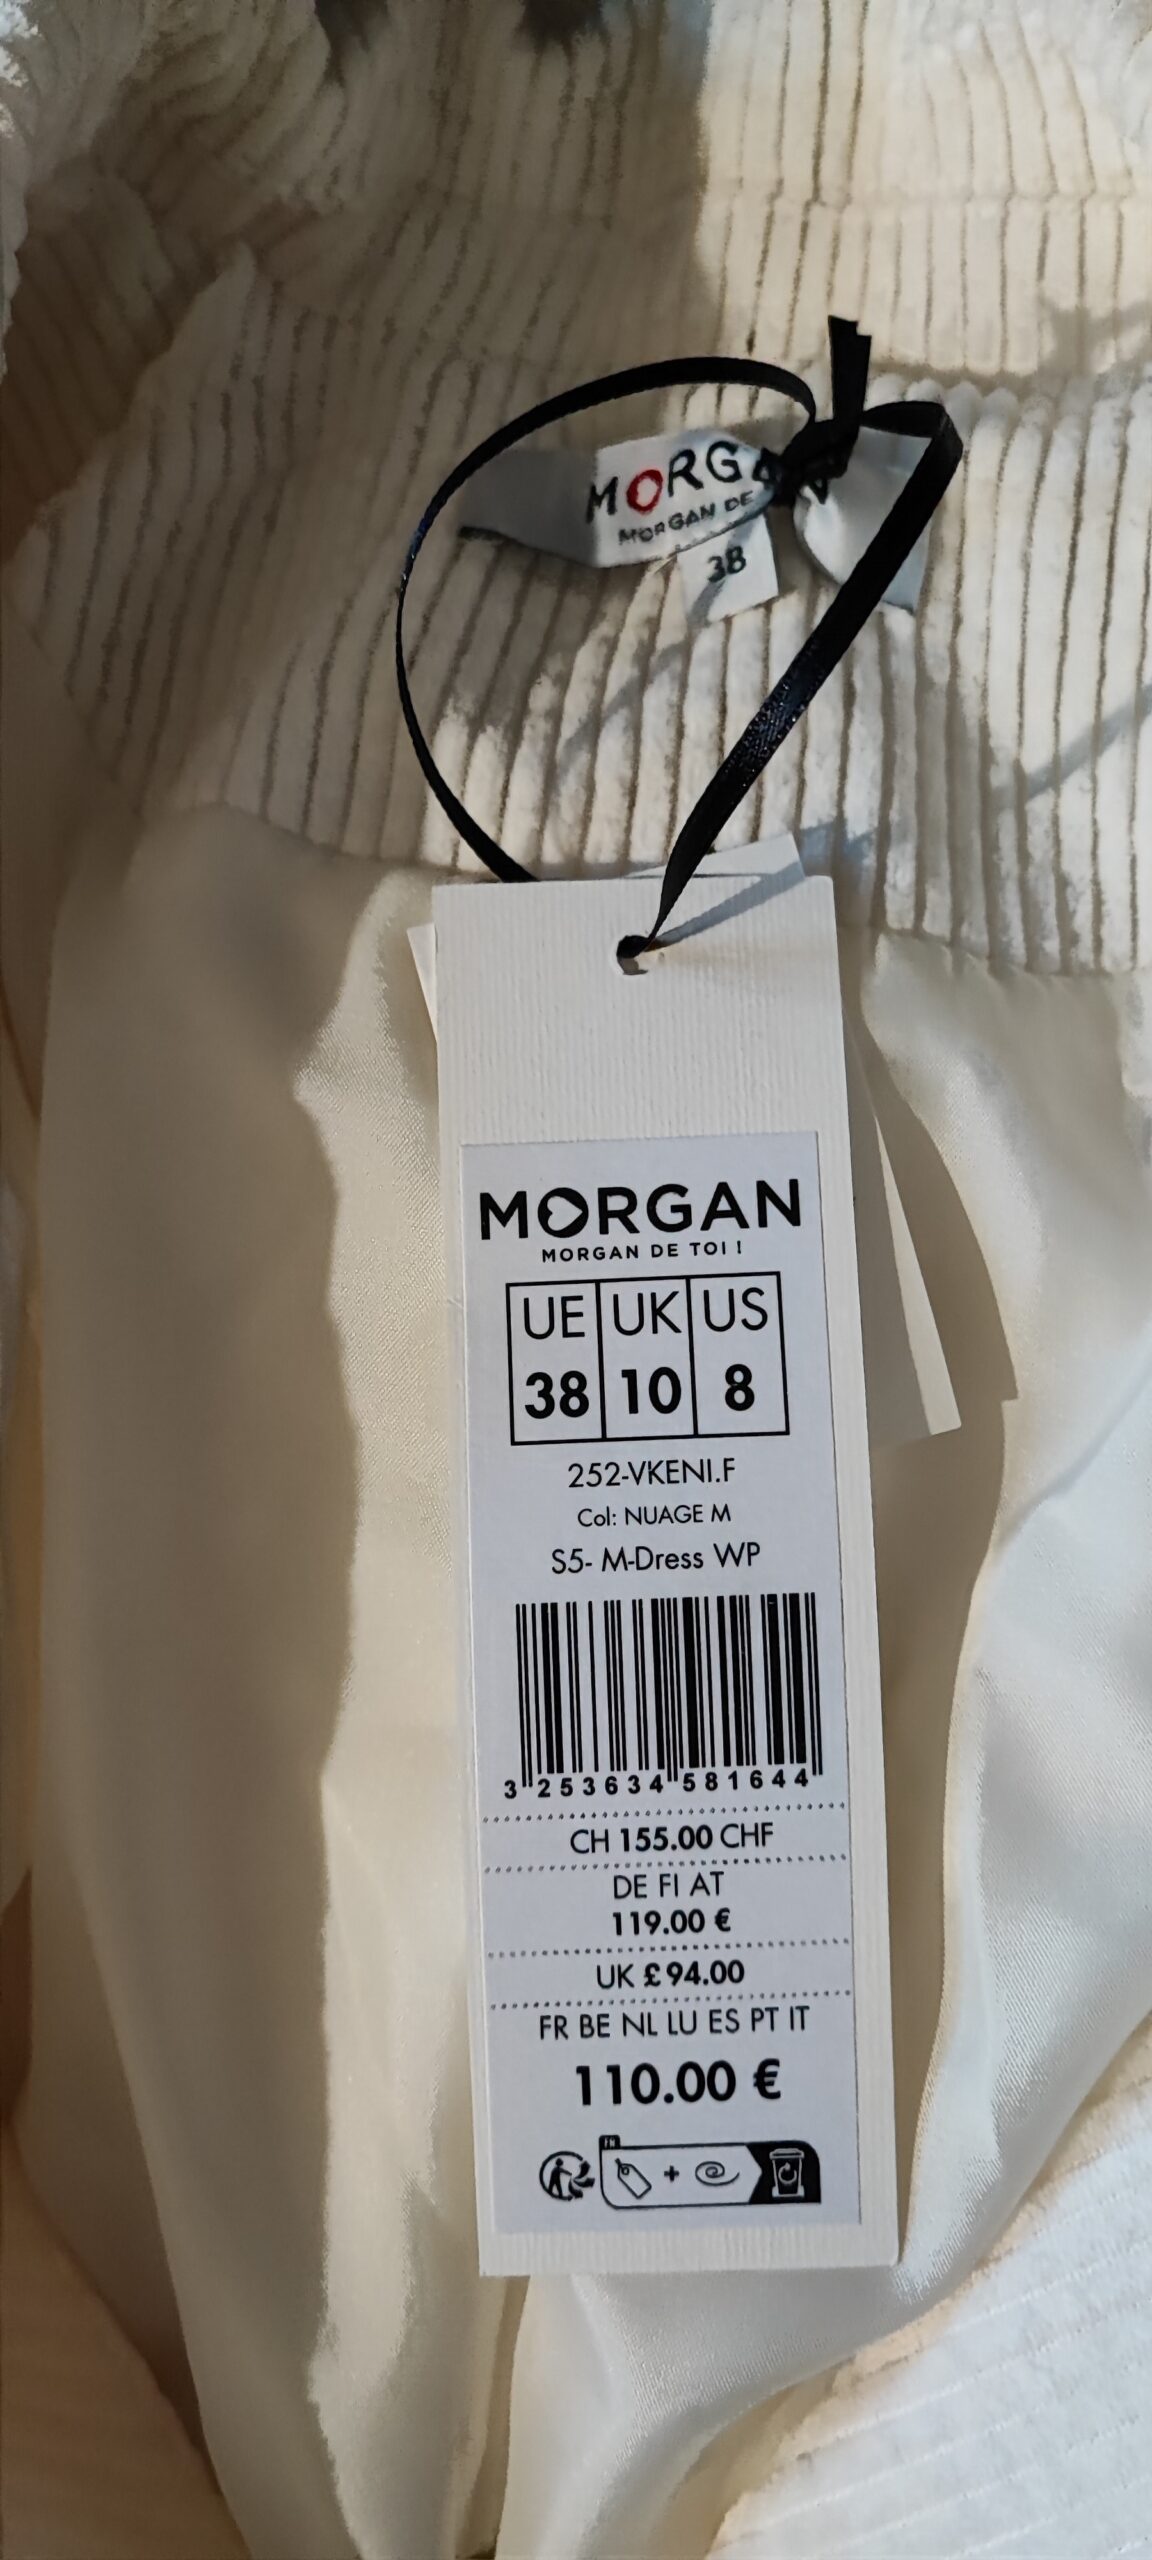 MORGA
MORGAN DE
38
MORGAN
MORGAN DE TOI !
UE UK US
38 10 8
252-VKENI.F
Col: NUAGE M
S5- M-Dress WP
3 253634 581644
CH 155.00 CHF
DE FI AT
119.00 €
UK £ 94.00
FR BE NL LU ES PT IT
110.00 €
FR
+